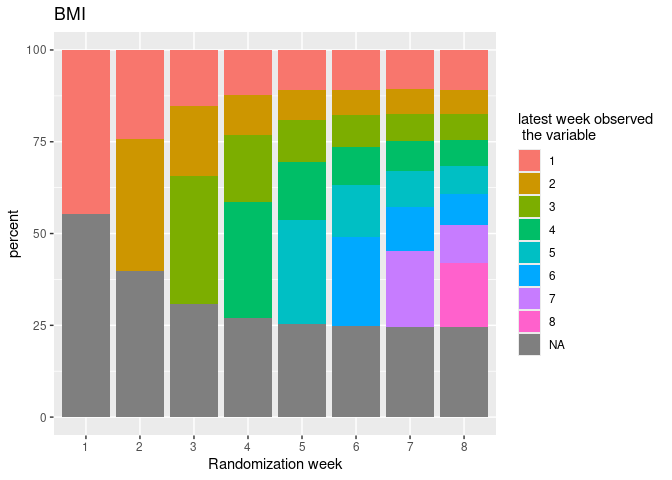 BMI
100
75
50
25
0
percent
1 2 3 4 5 6 7 8
Randomization week
latest week observed
the variable
1
2
3
4
5
6
7
8
NA